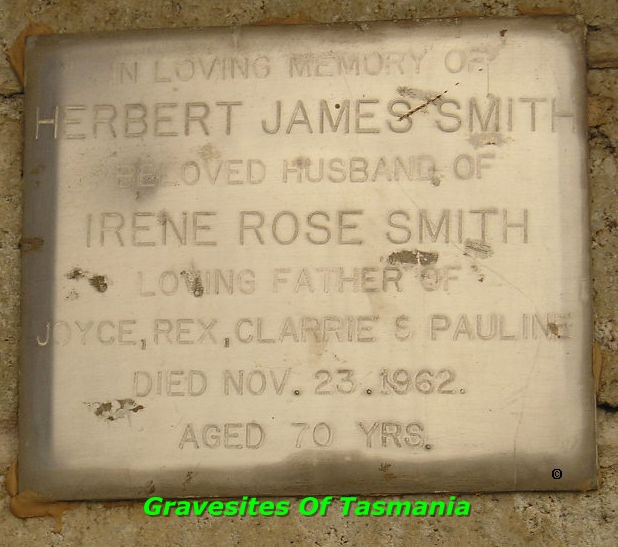 IN LOVING MEMORY OF
HERBERT JAMES SMITH
BELOVED HUSBAND OF
IRENE ROSE SMITH
LOVING FATHER OF
JOYCE, REX, CLARRIE & PAULINE
DIED NOV. 23. 1962.
AGED 70 YRS.
©
Gravesites Of Tasmania